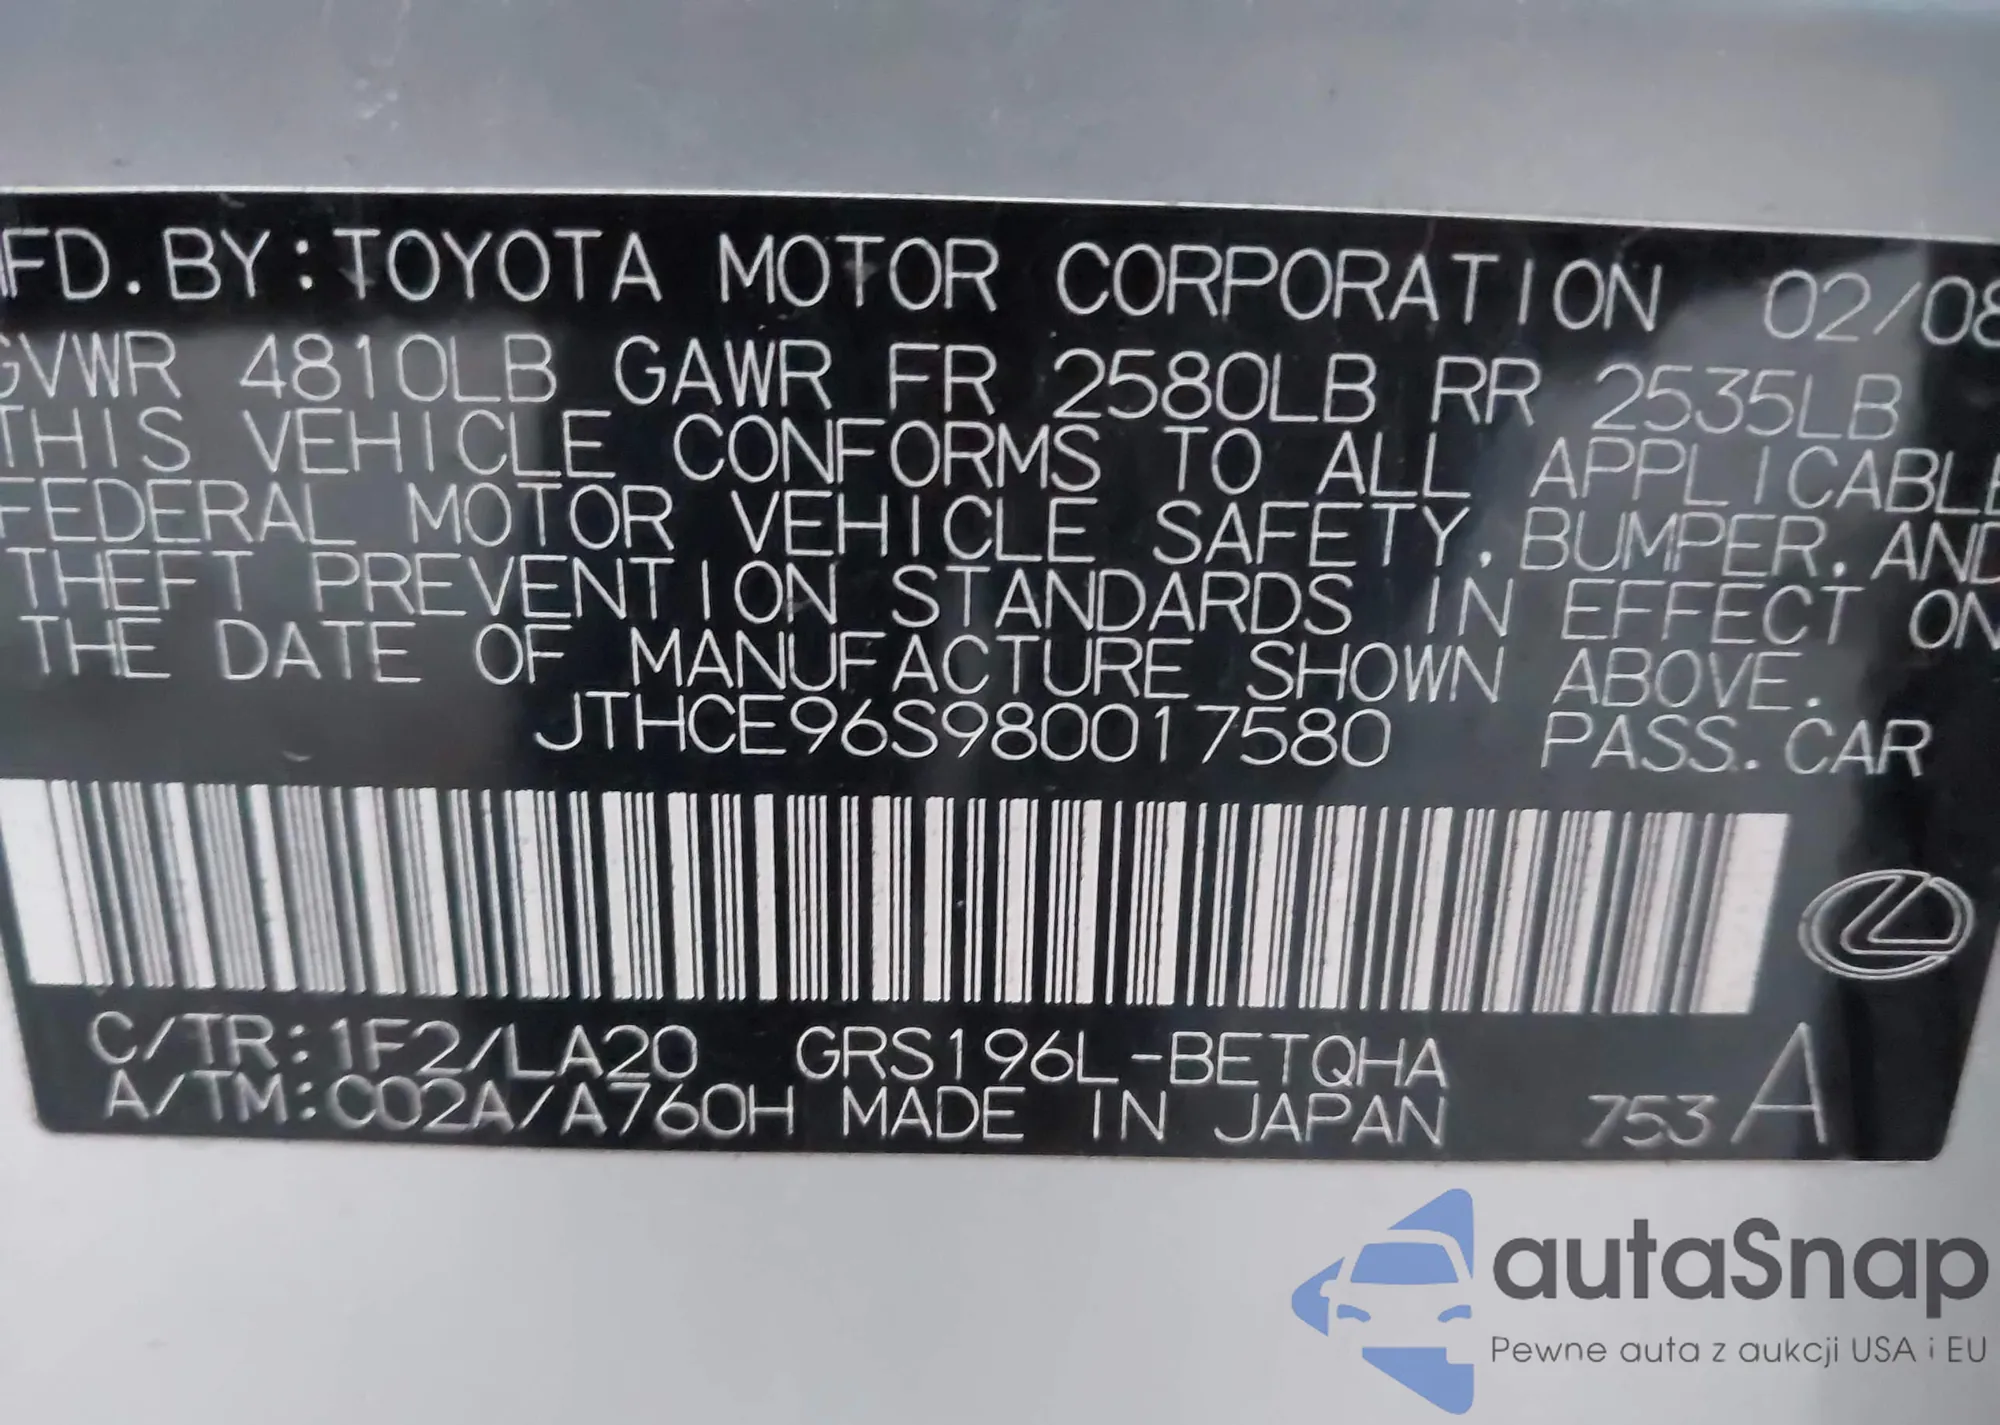 MFD.BY:TOYOTA MOTOR CORPORATION 02/08
GVWR 4810LB GAWR FR 2580LB RR 2535LB
THIS VEHICLE CONFORMS TO ALL APPLICABLE
FEDERAL MOTOR VEHICLE SAFETY, BUMPER, AND
THEFT PREVENTION STANDARDS IN EFFECT ON
THE DATE OF MANUFACTURE SHOWN ABOVE.
JTHCE96S980017580 PASS.CAR
C/TR:1F2/LA20 GRS196L-BETQHA
A/TM:C02A/A760H MADE IN JAPAN 753 A
autaSnap
Pewne auta z aukcji USA i EU